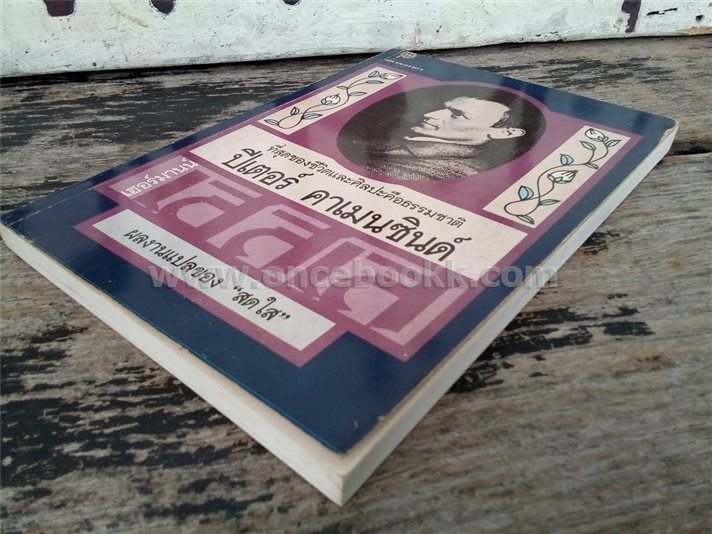 ที่สุดของชีวิตและศิลปะคือธรรมชาติ
ปีเตอร์ คาเมนซินด์
เฮอร์มานน์
เฮสเส
ผลงานแปลของ "สดใส"
www.oncebookk.com